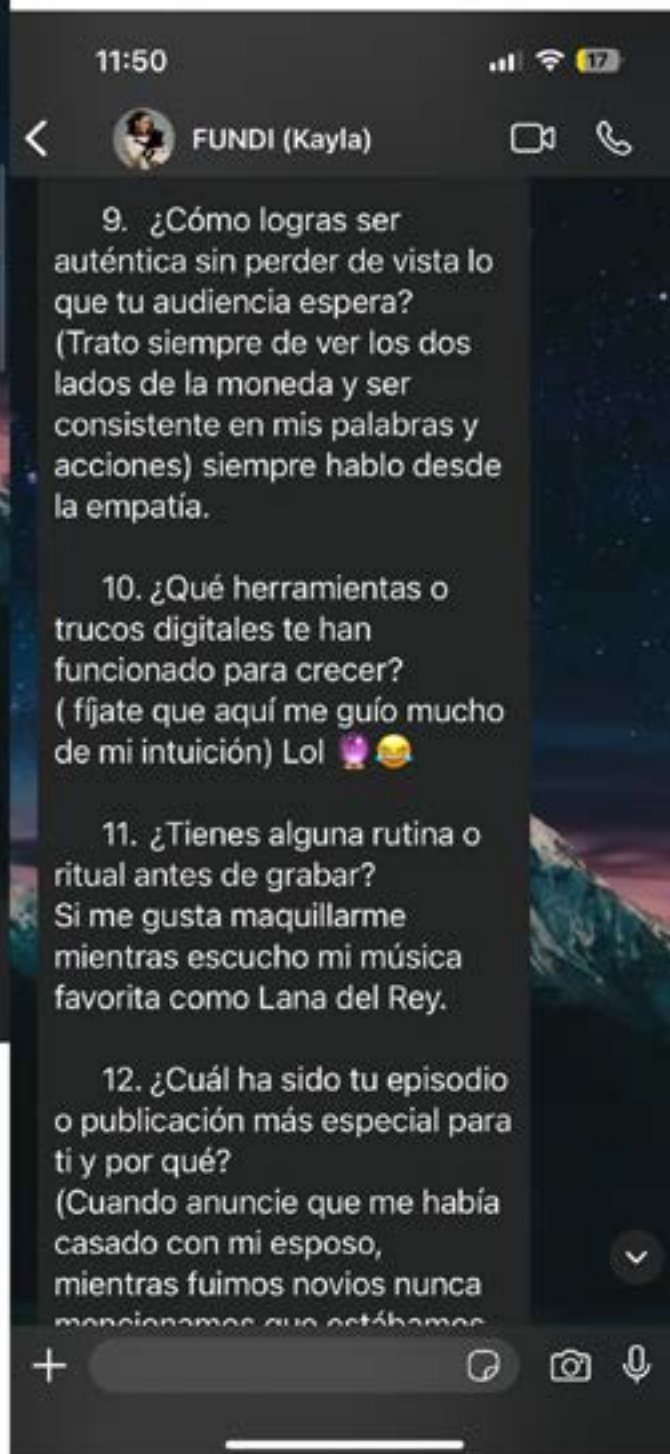 11:50
17
FUNDI (Kayla)
9. ¿Cómo logras ser
auténtica sin perder de vista lo
que tu audiencia espera?
(Trato siempre de ver los dos
lados de la moneda y ser
consistente en mis palabras y
acciones) siempre hablo desde
la empatía.
10. ¿Qué herramientas o
trucos digitales te han
funcionado para crecer?
( fíjate que aquí me guío mucho
de mi intuición) Lol 🔮😂
11. ¿Tienes alguna rutina o
ritual antes de grabar?
Si me gusta maquillarme
mientras escucho mi música
favorita como Lana del Rey.
12. ¿Cuál ha sido tu episodio
o publicación más especial para
ti y por qué?
(Cuando anuncie que me había
casado con mi esposo,
mientras fuimos novios nunca
mencionamos que estábamos